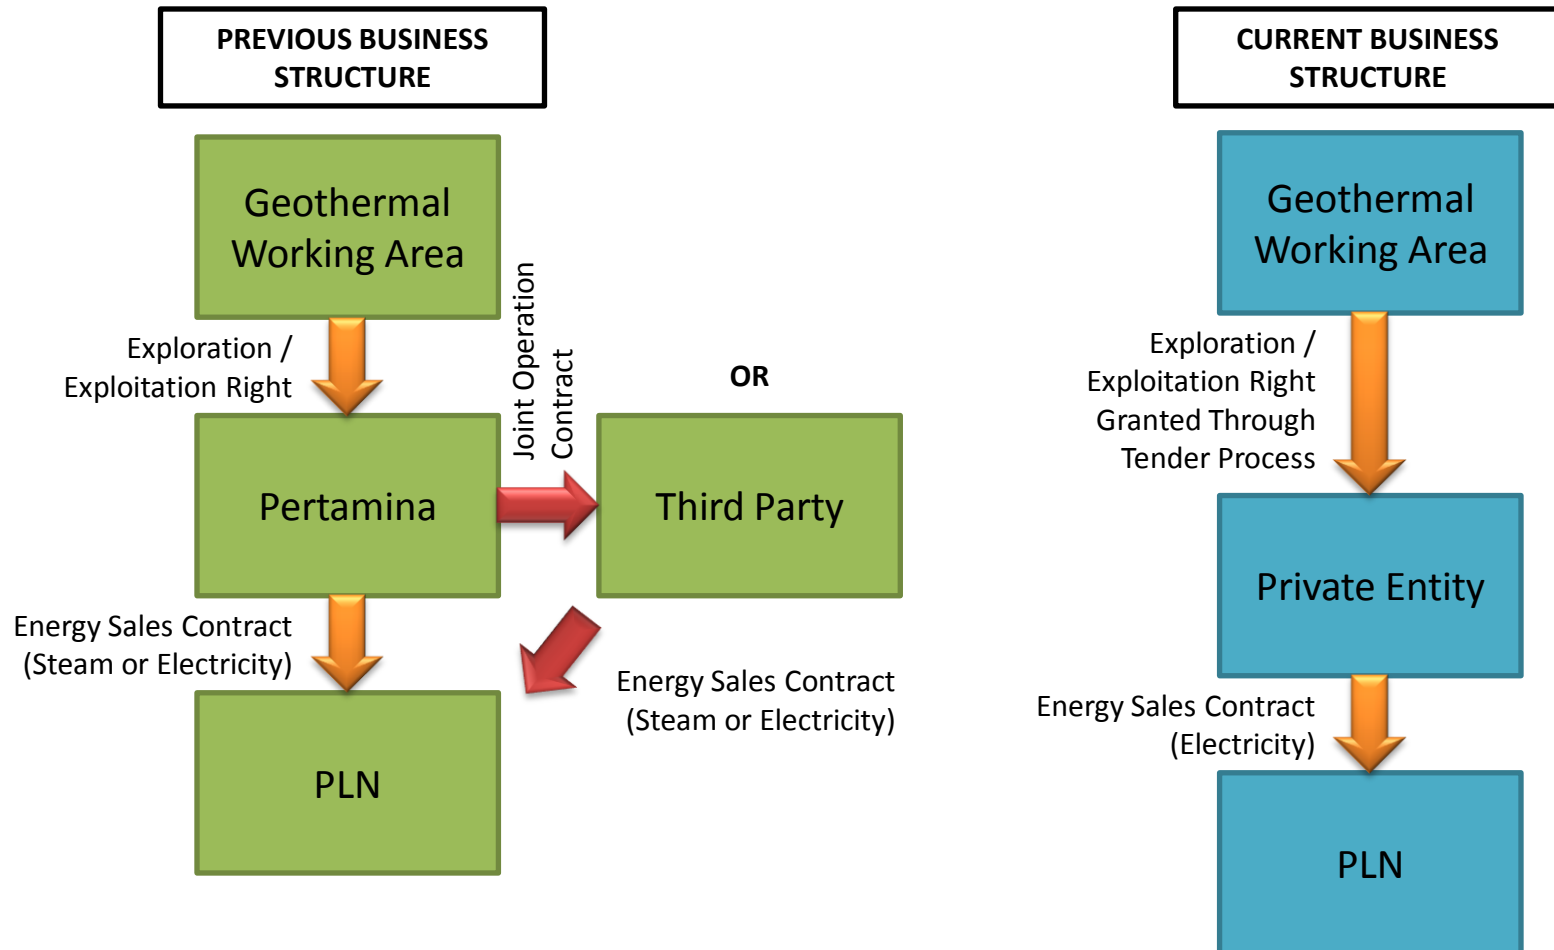 PREVIOUS BUSINESS
STRUCTURE
Geothermal
Working Area
Exploration /
Exploitation Right
Joint Operation
Contract
OR
Pertamina
Third Party
Energy Sales Contract
(Steam or Electricity)
Energy Sales Contract
(Steam or Electricity)
PLN
CURRENT BUSINESS
STRUCTURE
Geothermal
Working Area
Exploration /
Exploitation Right
Granted Through
Tender Process
Private Entity
Energy Sales Contract
(Electricity)
PLN